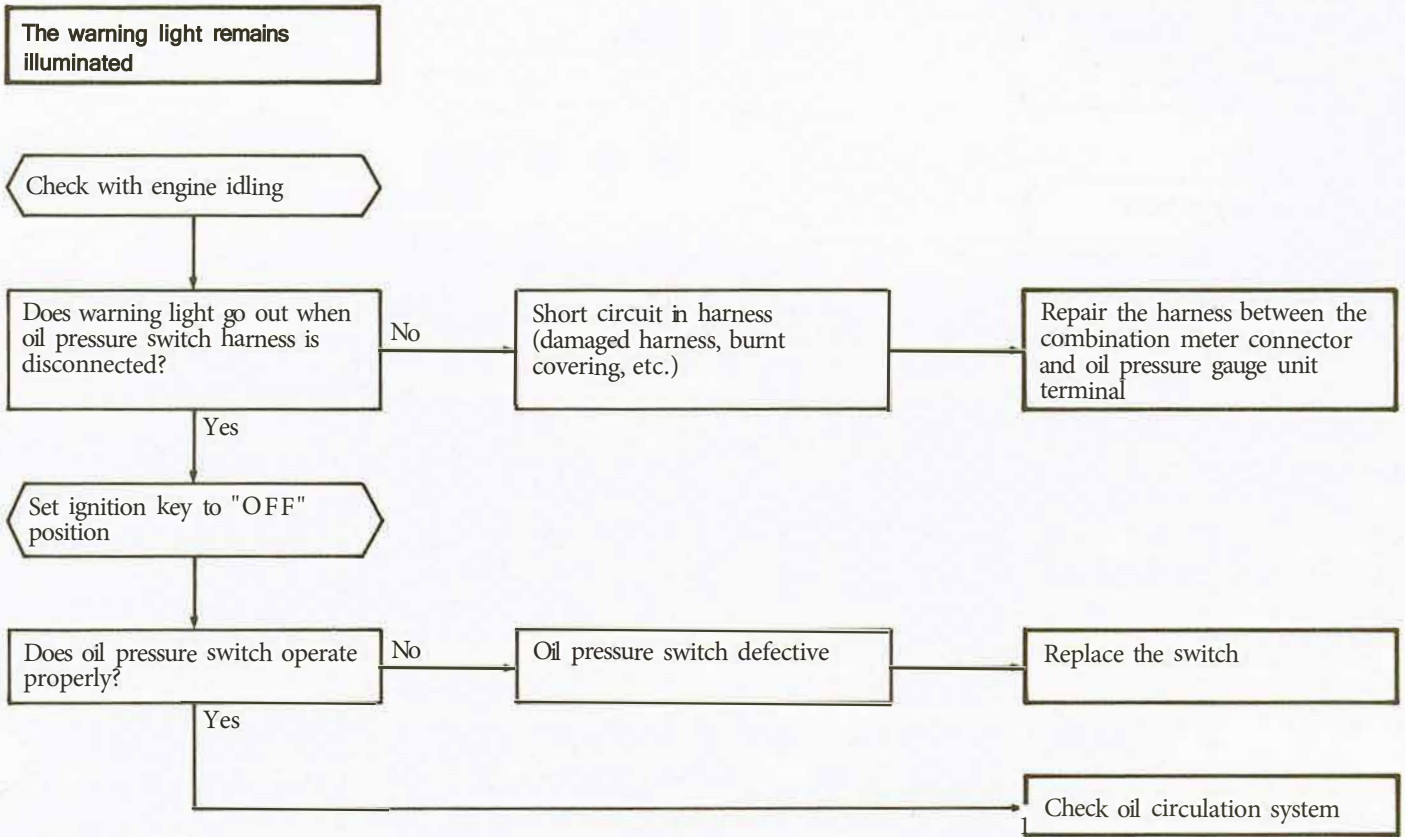 The warning light remains
illuminated
Check with engine idling
Does warning light go out when
oil pressure switch harness is
disconnected?
No
Short circuit in harness
(damaged harness, burnt
covering, etc.)
Repair the harness between the
combination meter connector
and oil pressure gauge unit
terminal
Yes
Set ignition key to "OFF"
position
Does oil pressure switch operate
properly?
No
Oil pressure switch defective
Replace the switch
Yes
Check oil circulation system